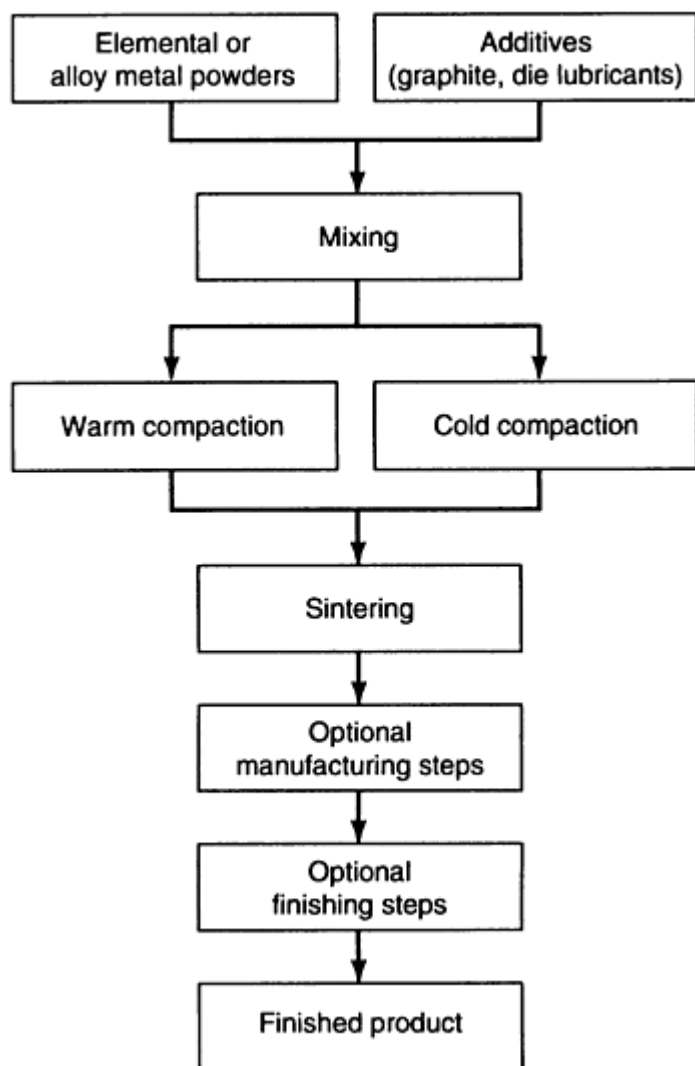 Elemental or
alloy metal powders
Additives
(graphite, die lubricants)
Mixing
Warm compaction
Cold compaction
Sintering
Optional
manufacturing steps
Optional
finishing steps
Finished product